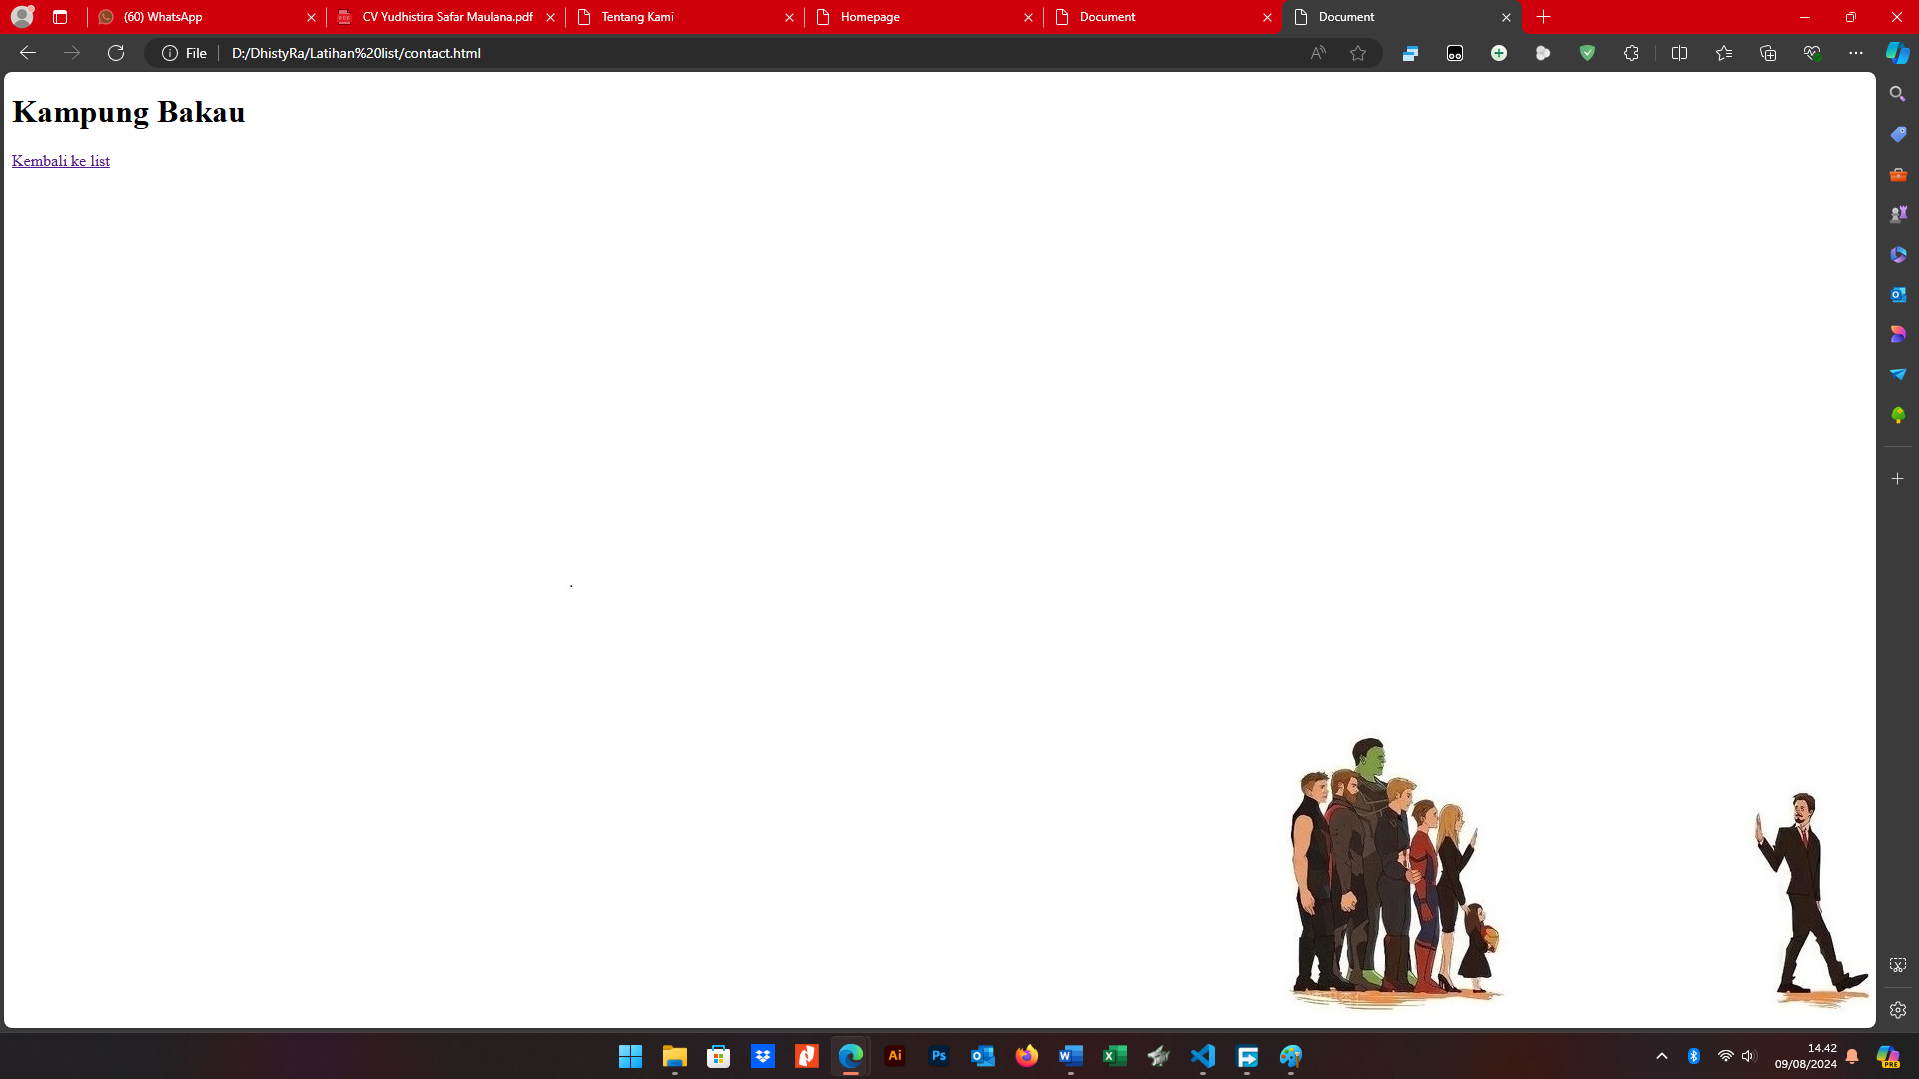 (60) WhatsApp
CV Yudhistira Safar Maulana.pdf
Tentang Kami
Homepage
Document
Document
File
D:/DhistyRa/Latihan%20list/contact.html
Kampung Bakau
Kembali ke list
14.42
09/08/2024